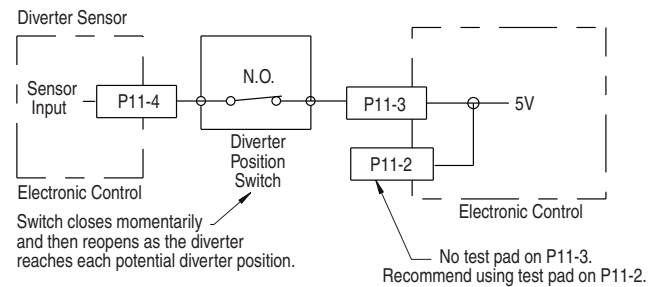 Diverter Sensor
Sensor
Input
P11-4
N.O.
P11-3
5V
P11-2
Diverter
Position
Switch
Electronic Control
Electronic Control
Switch closes momentarily
and then reopens as the diverter
reaches each potential diverter position.
No test pad on P11-3.
Recommend using test pad on P11-2.